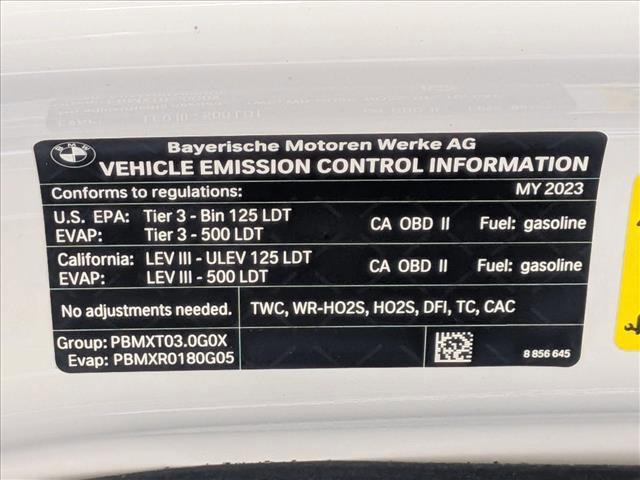 BMW
Bayerische Motoren Werke AG
VEHICLE EMISSION CONTROL INFORMATION
Conforms to regulations: MY 2023
U.S. EPA: Tier 3 - Bin 125 LDT CA OBD II Fuel: gasoline
EVAP: Tier 3 - 500 LDT
California: LEV III - ULEV 125 LDT CA OBD II Fuel: gasoline
EVAP: LEV III - 500 LDT
No adjustments needed. TWC, WR-HO2S, HO2S, DFI, TC, CAC
Group: PBMXT03.0G0X
Evap: PBMXR0180G05
8 856 645